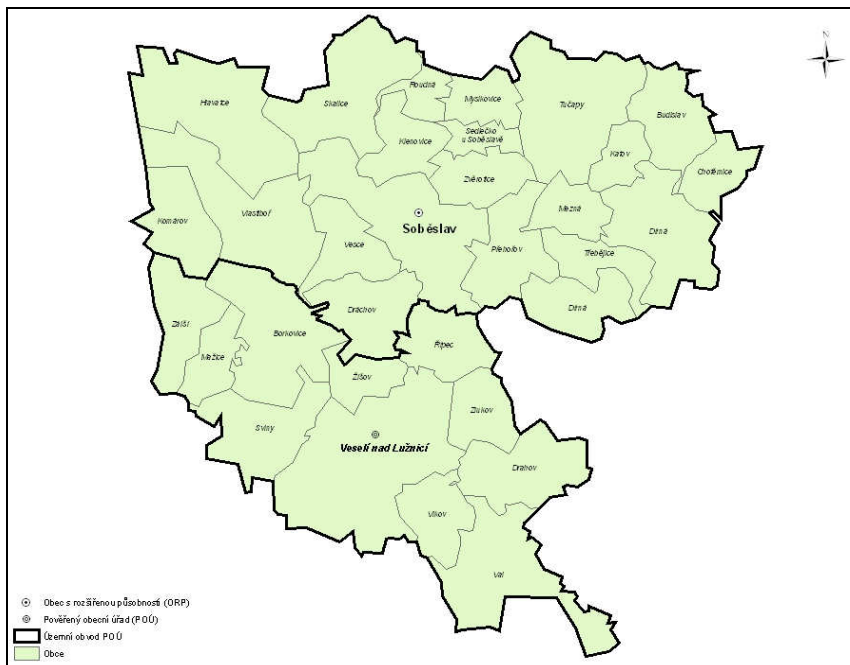 N
Hlavatce
Skalice
Roudná
Myslkovice
Tučapy
Budislav
Klenovice
Sedlečko
u Soběslavě
Katov
Chotěmice
Zvěrotice
Komárov
Vlastiboř
Vesce
Soběslav
Mezná
Dírná
Přehořov
Třebějice
Dráchov
Dírná
Zálší
Borkovice
Mažice
Řípec
Žíšov
Zlukov
Sviny
Veselí nad Lužnicí
Drahov
Vlkov
Val
Obec s rozšířenou působností (ORP)
Pověřený obecní úřad (POÚ)
Územní obvod POÚ
Obce